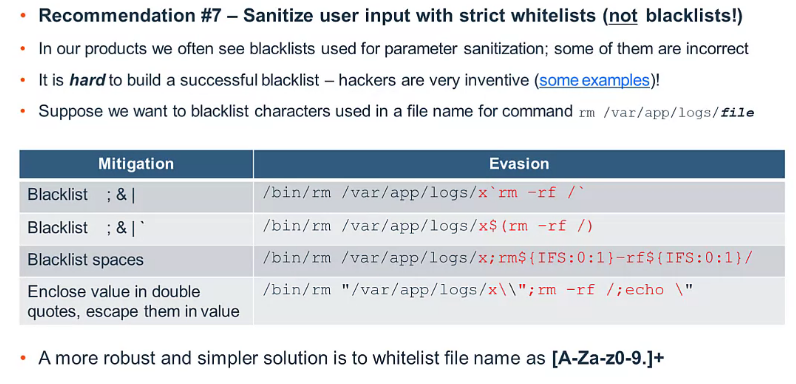 Recommendation #7 – Sanitize user input with strict whitelists (not blacklists!)
In our products we often see blacklists used for parameter sanitization; some of them are incorrect
It is hard to build a successful blacklist – hackers are very inventive (some examples)!
Suppose we want to blacklist characters used in a file name for command rm /var/app/logs/file
Mitigation Evasion
Blacklist ; & | /bin/rm /var/app/logs/x`rm -rf /`
Blacklist ; & | ` /bin/rm /var/app/logs/x$(rm -rf /)
Blacklist spaces /bin/rm /var/app/logs/x;rm${IFS:0:1}-rf${IFS:0:1}/
Enclose value in double /bin/rm "/var/app/logs/x\\";rm -rf /;echo \"
quotes, escape them in value
A more robust and simpler solution is to whitelist file name as [A-Za-z0-9.]+